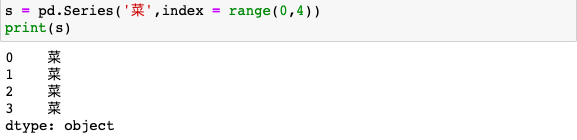 s = pd.Series('菜',index = range(0,4))
print(s)
0    菜
1    菜
2    菜
3    菜
dtype: object